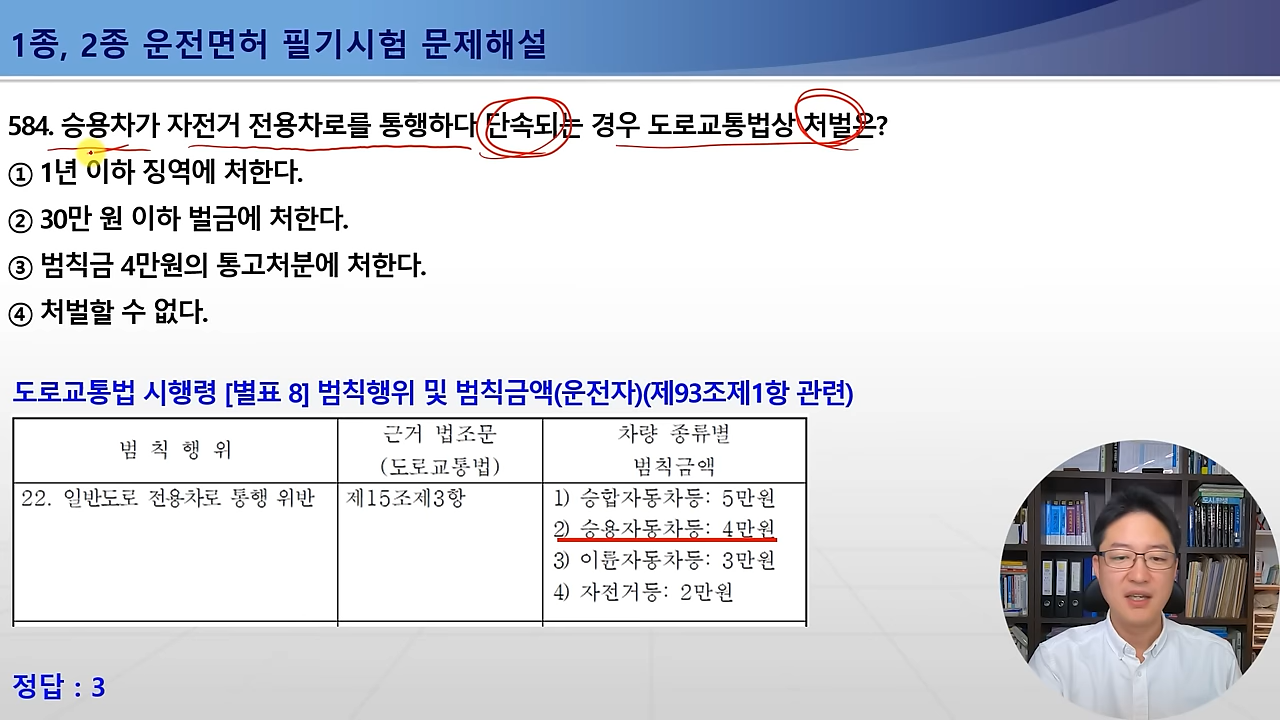 1종, 2종 운전면허 필기시험 문제해설
584. 승용차가 자전거 전용차로를 통행하다 단속되는 경우 도로교통법상 처벌은?
① 1년 이하 징역에 처한다.
② 30만 원 이하 벌금에 처한다.
③ 범칙금 4만원의 통고처분에 처한다.
④ 처벌할 수 없다.
도로교통법 시행령 [별표 8] 범칙행위 및 범칙금액(운전자)(제93조제1항 관련)
범 칙 행 위
근거 법조문
(도로교통법)
차량 종류별
범칙금액
22. 일반도로 전용차로 통행 위반
제15조제3항
1) 승합자동차등: 5만원
2) 승용자동차등: 4만원
3) 이륜자동차등: 3만원
4) 자전거등: 2만원
정답 : 3